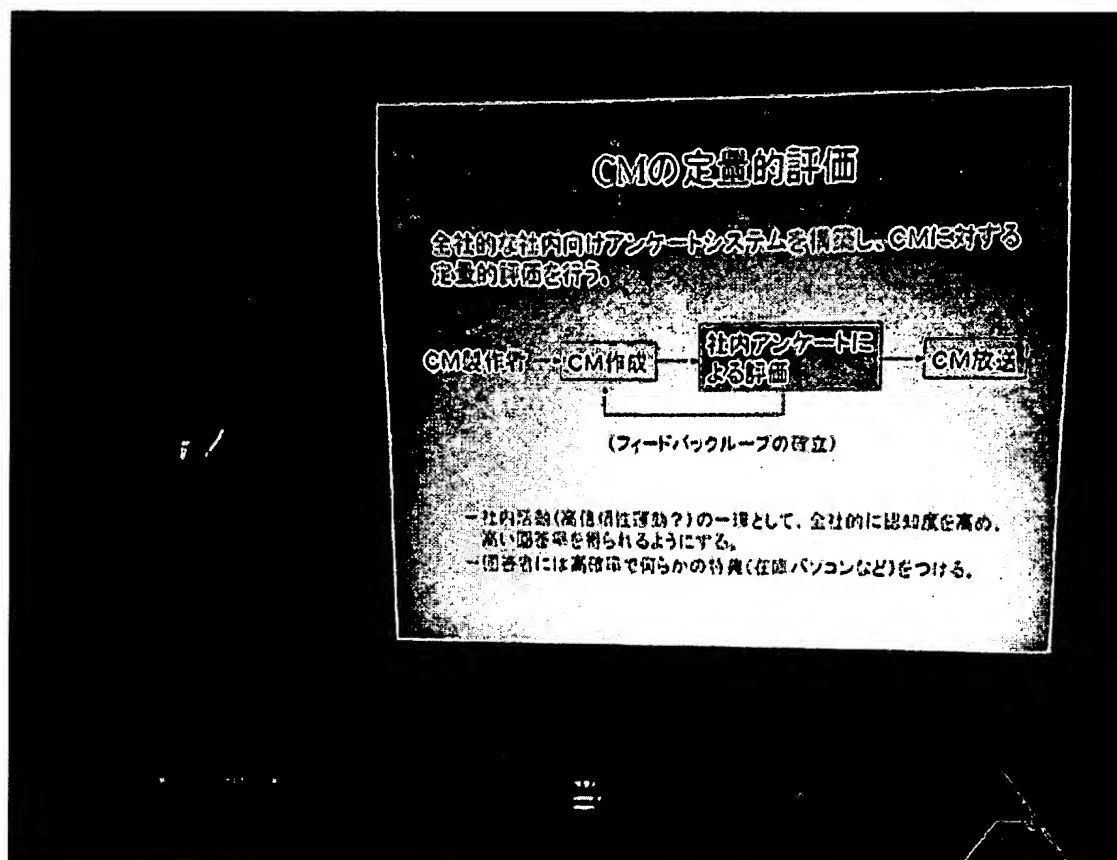 CMの定量的評価
全社的な社内向けアンケートシステムを構築し、CMに対する
定量的評価を行う。
CM製作者
CM作成
社内アンケートに
よる評価
CM放送
(フィードバックループの確立)
ー社内活動(高信頼性運動?)の一環として、全社的に認知度を高め、
高い回答率を得られるようにする。
ー回答者には高確率で何らかの特典(在庫パソコンなど)をつける。